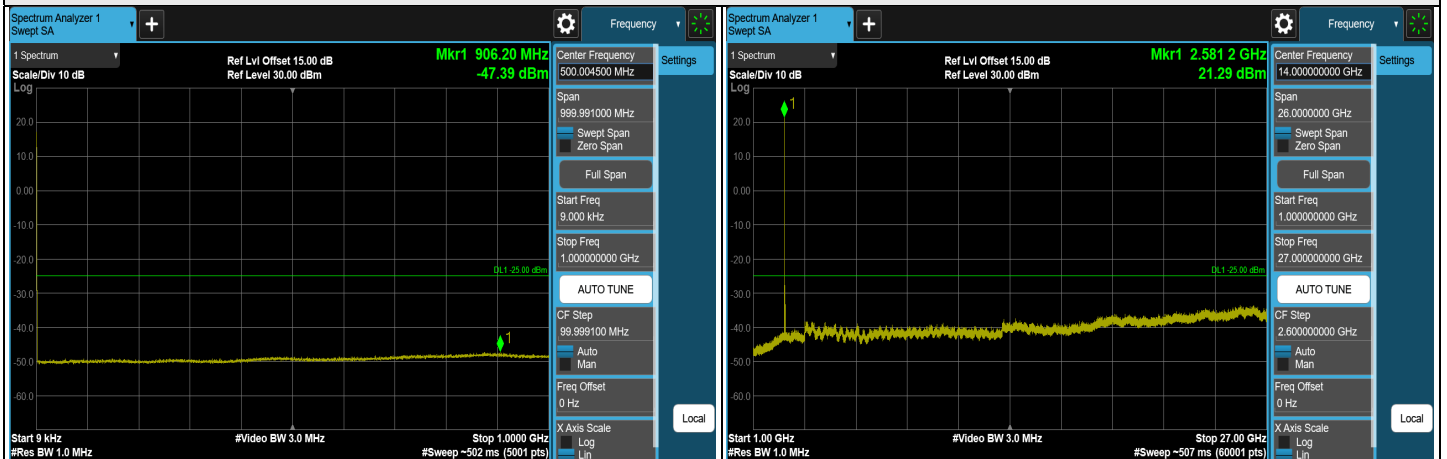 Spectrum Analyzer 1
Swept SA
+
Frequency
1 Spectrum
Scale/Div 10 dB
Log
Ref Lvl Offset 15.00 dB
Ref Level 30.00 dBm
Mkr1 906.20 MHz
-47.39 dBm
20.0
10.0
0.00
-10.0
-20.0
-30.0
-40.0
-50.0
-60.0
DL1 -25.00 dBm
1
Start 9 kHz
#Res BW 1.0 MHz
#Video BW 3.0 MHz
Stop 1.0000 GHz
#Sweep ~502 ms (5001 pts)
Center Frequency
500.004500 MHz
Settings
Span
999.991000 MHz
Swept Span
Zero Span
Full Span
Start Freq
9.000 kHz
Stop Freq
1.000000000 GHz
AUTO TUNE
CF Step
99.999100 MHz
Auto
Man
Freq Offset
0 Hz
X Axis Scale
Log
Lin
Local
Spectrum Analyzer 1
Swept SA
+
Frequency
1 Spectrum
Scale/Div 10 dB
Log
Ref Lvl Offset 15.00 dB
Ref Level 30.00 dBm
Mkr1 2.581 2 GHz
21.29 dBm
1
20.0
10.0
0.00
-10.0
-20.0
-30.0
-40.0
-50.0
-60.0
DL1 -25.00 dBm
Start 1.00 GHz
#Res BW 1.0 MHz
#Video BW 3.0 MHz
Stop 27.00 GHz
#Sweep ~507 ms (60001 pts)
Center Frequency
14.000000000 GHz
Settings
Span
26.0000000 GHz
Swept Span
Zero Span
Full Span
Start Freq
1.000000000 GHz
Stop Freq
27.000000000 GHz
AUTO TUNE
CF Step
2.600000000 GHz
Auto
Man
Freq Offset
0 Hz
X Axis Scale
Log
Lin
Local